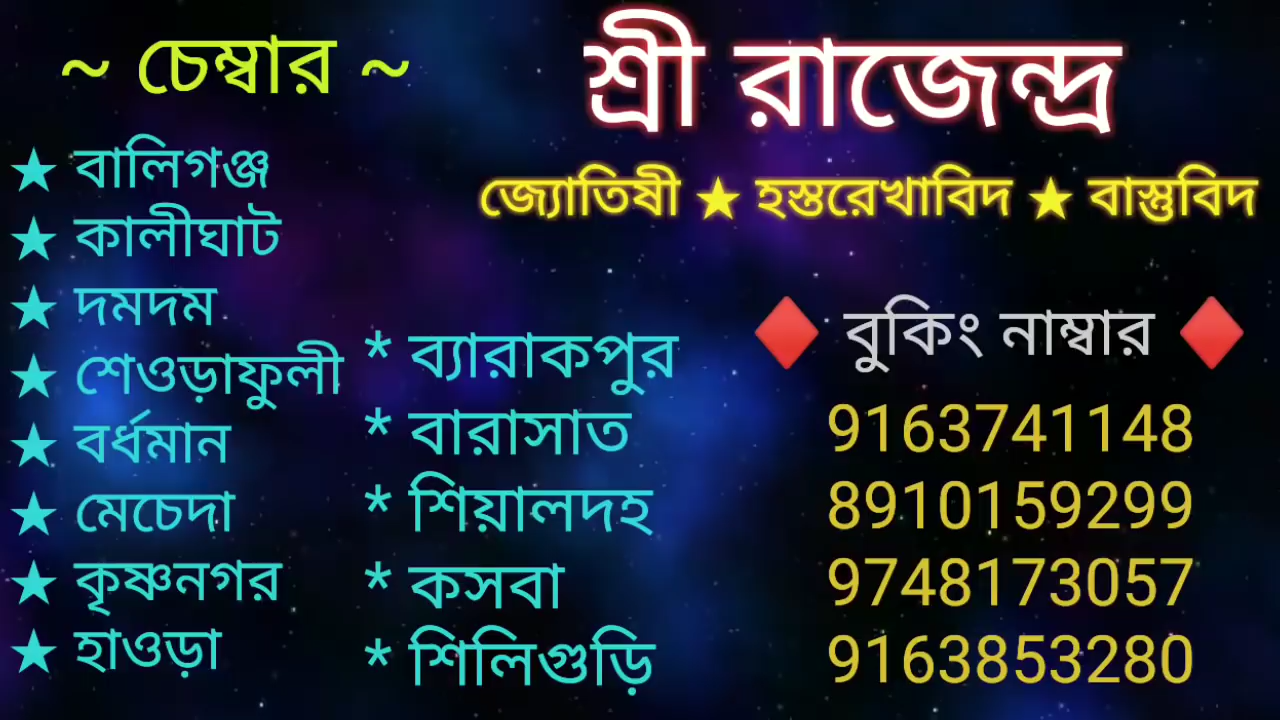 ~ চেম্বার ~
★ বালিগঞ্জ
★ কালীঘাট
★ দমদম
★ শেওড়াফুলী
★ বর্ধমান
★ মেচেদা
★ কৃষ্ণনগর
★ হাওড়া
* ব্যারাকপুর
* বারাসাত
* শিয়ালদহ
* কসবা
* শিলিগুড়ি
শ্রী রাজেন্দ্র
জ্যোতিষী ★ হস্তরেখাবিদ ★ বাস্তুবিদ
♦ বুকিং নাম্বার ♦
9163741148
8910159299
9748173057
9163853280